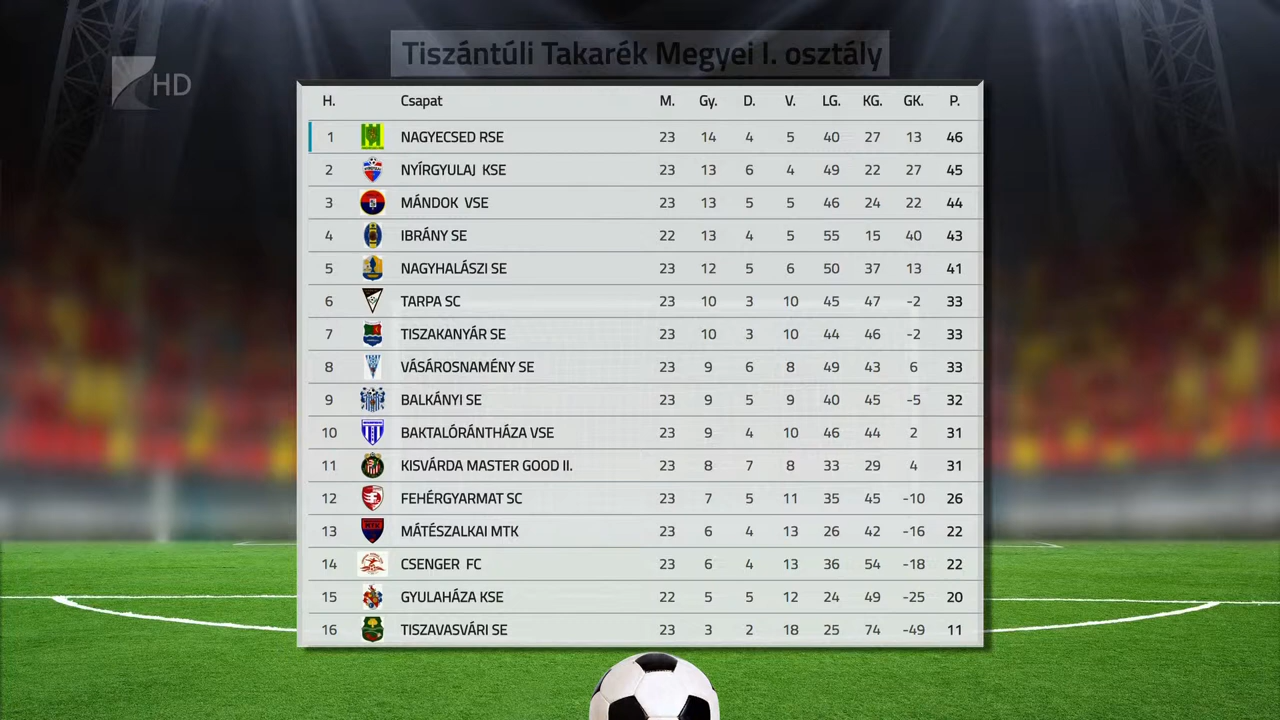 Tiszántúli Takarék Megyei I. osztály
HD
H. Csapat M. Gy. D. V. LG. KG. GK. P.
1 NAGYECSED RSE 23 14 4 5 40 27 13 46
2 NYÍRGYULAJ KSE 23 13 6 4 49 22 27 45
3 MÁNDOK VSE 23 13 5 5 46 24 22 44
4 IBRÁNY SE 22 13 4 5 55 15 40 43
5 NAGYHALÁSZI SE 23 12 5 6 50 37 13 41
6 TARPA SC 23 10 3 10 45 47 -2 33
7 TISZAKANYÁR SE 23 10 3 10 44 46 -2 33
8 VÁSÁROSNAMÉNY SE 23 9 6 8 49 43 6 33
9 BALKÁNYI SE 23 9 5 9 40 45 -5 32
10 BAKTALÓRÁNTHÁZA VSE 23 9 4 10 46 44 2 31
11 KISVÁRDA MASTER GOOD II. 23 8 7 8 33 29 4 31
12 FEHÉRGYARMAT SC 23 7 5 11 35 45 -10 26
13 MÁTÉSZALKAI MTK 23 6 4 13 26 42 -16 22
14 CSENGER FC 23 6 4 13 36 54 -18 22
15 GYULAHÁZA KSE 22 5 5 12 24 49 -25 20
16 TISZAVASVÁRI SE 23 3 2 18 25 74 -49 11